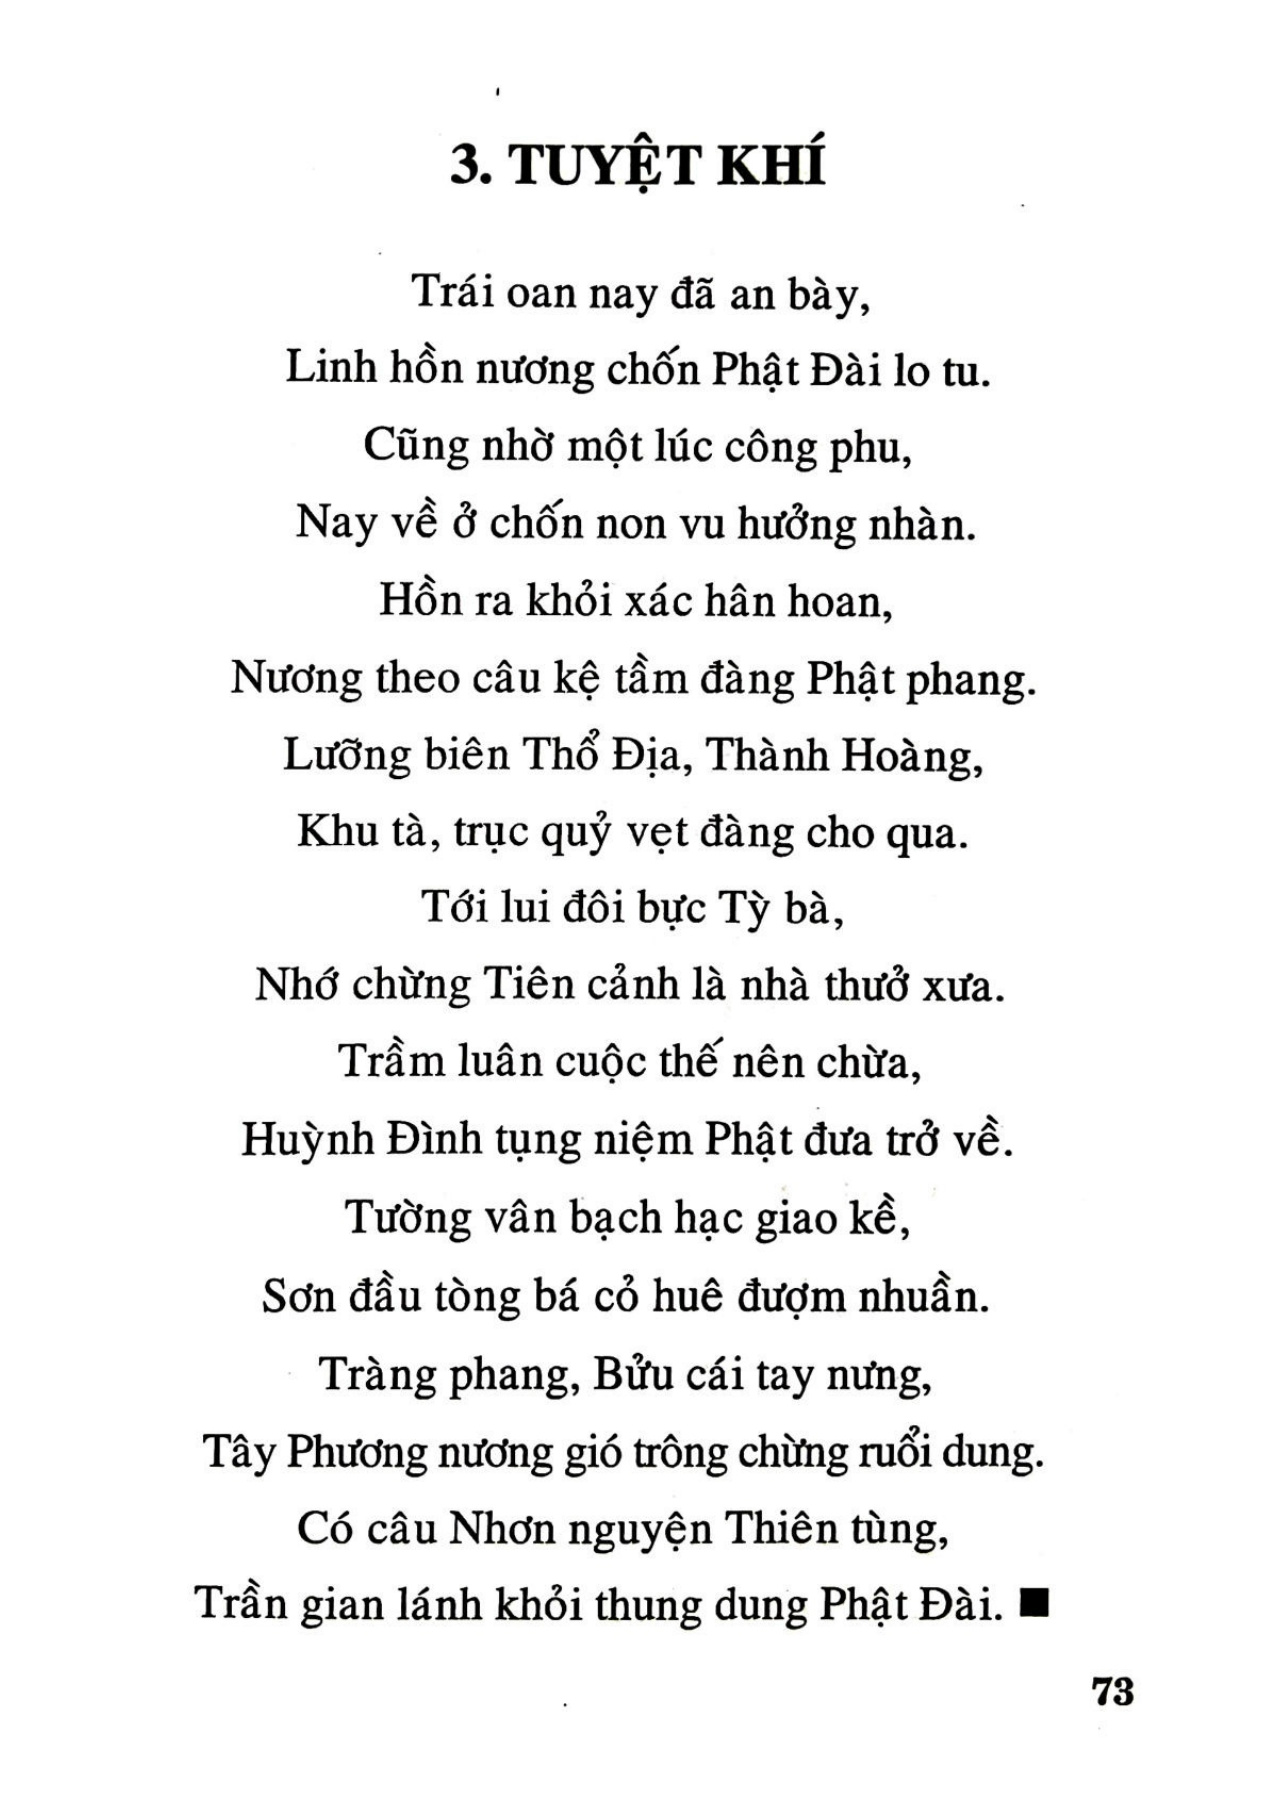 3. TUYỆT KHÍ
Trái oan nay đã an bày,
Linh hồn nương chốn Phật Đài lo tu.
Cũng nhờ một lúc công phu,
Nay về ở chốn non vu hưởng nhàn.
Hồn ra khỏi xác hân hoan,
Nương theo câu kệ tầm đàng Phật phang.
Lưỡng biên Thổ Địa, Thành Hoàng,
Khu tà, trục quỷ vẹt đàng cho qua.
Tới lui đôi bực Tỳ bà,
Nhớ chừng Tiên cảnh là nhà thuở xưa.
Trầm luân cuộc thế nên chừa,
Huỳnh Đình tụng niệm Phật đưa trở về.
Tường vân bạch hạc giao kề,
Sơn đầu tòng bá cỏ huê đượm nhuần.
Tràng phang, Bửu cái tay nưng,
Tây Phương nương gió trông chừng ruổi dung.
Có câu Nhơn nguyện Thiên tùng,
Trần gian lánh khỏi thung dung Phật Đài. ■
73